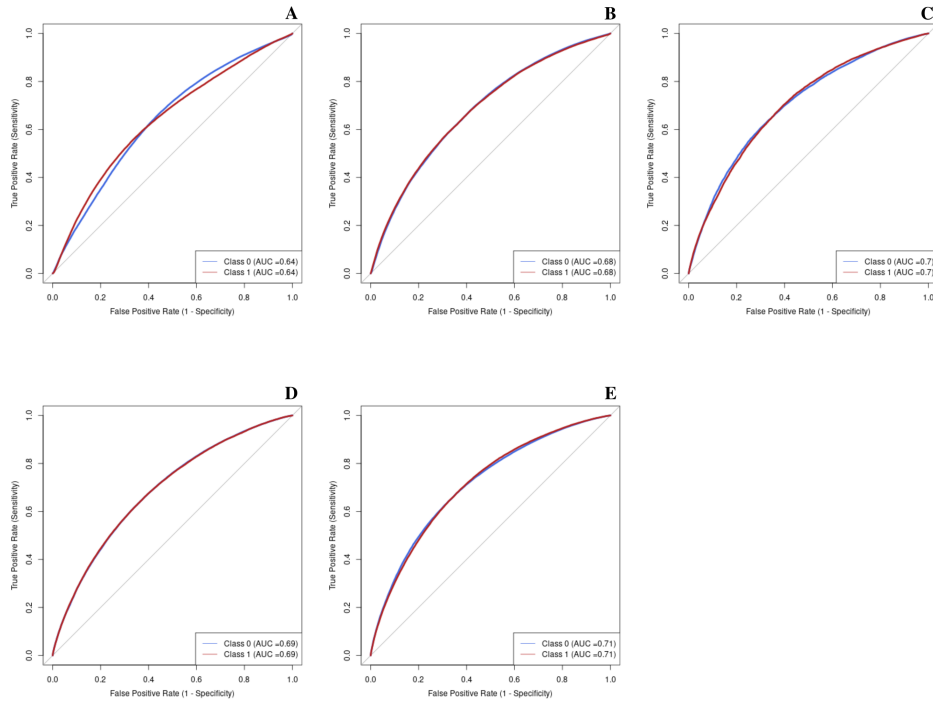 A
True Positive Rate (Sensitivity)
1.0
0.8
0.6
0.4
0.2
0.0
Class 0 (AUC =0.64)
Class 1 (AUC =0.64)
0.0 0.2 0.4 0.6 0.8 1.0
False Positive Rate (1 - Specificity)
B
True Positive Rate (Sensitivity)
1.0
0.8
0.6
0.4
0.2
0.0
Class 0 (AUC =0.68)
Class 1 (AUC =0.68)
0.0 0.2 0.4 0.6 0.8 1.0
False Positive Rate (1 - Specificity)
C
True Positive Rate (Sensitivity)
1.0
0.8
0.6
0.4
0.2
0.0
Class 0 (AUC =0.7)
Class 1 (AUC =0.7)
0.0 0.2 0.4 0.6 0.8 1.0
False Positive Rate (1 - Specificity)
D
True Positive Rate (Sensitivity)
1.0
0.8
0.6
0.4
0.2
0.0
Class 0 (AUC =0.69)
Class 1 (AUC =0.69)
0.0 0.2 0.4 0.6 0.8 1.0
False Positive Rate (1 - Specificity)
E
True Positive Rate (Sensitivity)
1.0
0.8
0.6
0.4
0.2
0.0
Class 0 (AUC =0.71)
Class 1 (AUC =0.71)
0.0 0.2 0.4 0.6 0.8 1.0
False Positive Rate (1 - Specificity)